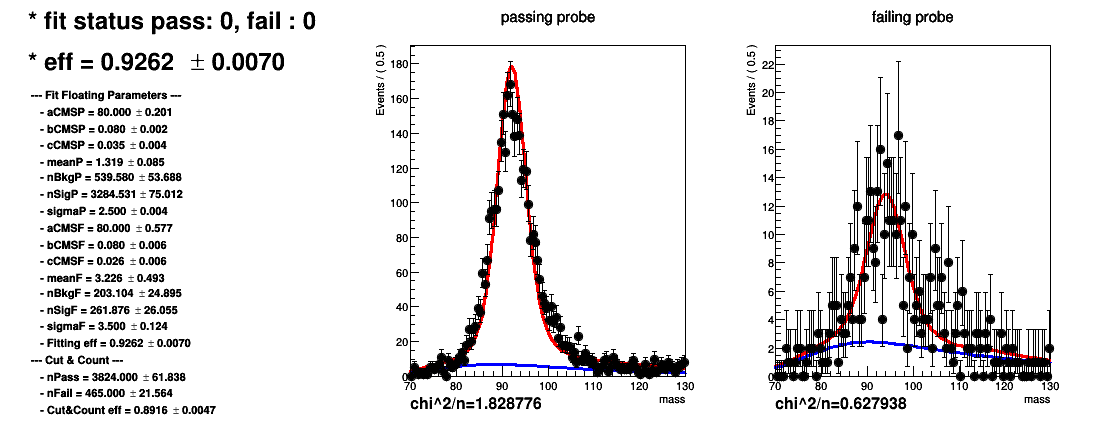 * fit status pass: 0, fail : 0
* eff = 0.9262 ± 0.0070
--- Fit Floating Parameters ---
- aCMSP = 80.000 ± 0.201
- bCMSP = 0.080 ± 0.002
- cCMSP = 0.035 ± 0.004
- meanP = 1.319 ± 0.085
- nBkgP = 539.580 ± 53.688
- nSigP = 3284.531 ± 75.012
- sigmaP = 2.500 ± 0.004
- aCMSF = 80.000 ± 0.577
- bCMSF = 0.080 ± 0.006
- cCMSF = 0.026 ± 0.006
- meanF = 3.226 ± 0.493
- nBkgF = 203.104 ± 24.895
- nSigF = 261.876 ± 26.055
- sigmaF = 3.500 ± 0.124
- Fitting eff = 0.9262 ± 0.0070
--- Cut & Count ---
- nPass = 3824.000 ± 61.838
- nFail = 465.000 ± 21.564
- Cut&Count eff = 0.8916 ± 0.0047
passing probe
Events / ( 0.5 )
180
160
140
120
100
80
60
40
20
0
70 80 90 100 110 120 130
mass
chi^2/n=1.828776
failing probe
Events / ( 0.5 )
22
20
18
16
14
12
10
8
6
4
2
0
70 80 90 100 110 120 130
mass
chi^2/n=0.627938